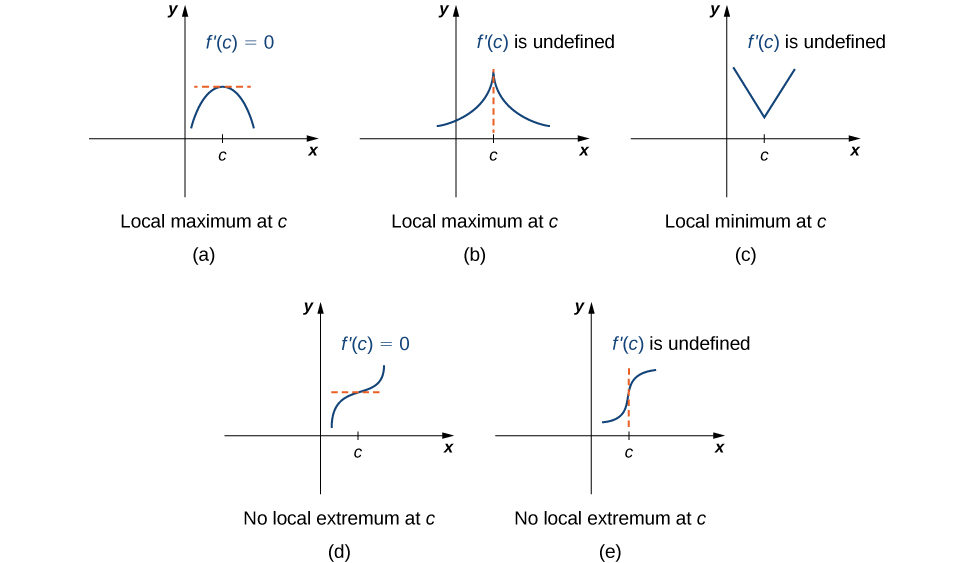 y
f′(c) = 0
c
x
Local maximum at c
(a)
y
f′(c) is undefined
c
x
Local maximum at c
(b)
y
f′(c) is undefined
c
x
Local minimum at c
(c)
y
f′(c) = 0
c
x
No local extremum at c
(d)
y
f′(c) is undefined
c
x
No local extremum at c
(e)